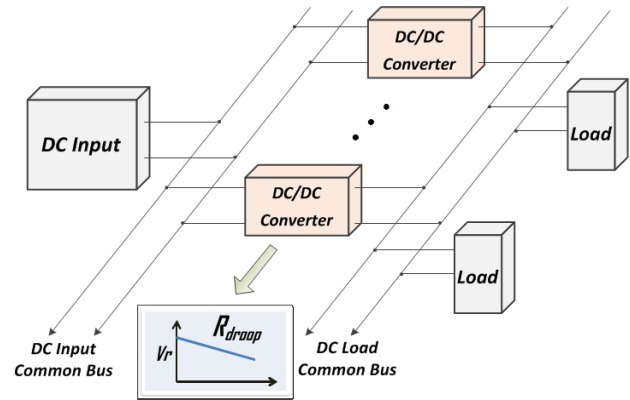 DC/DC
Converter
DC Input
Load
DC/DC
Converter
Load
Rdroop
Vr
DC Input
Common Bus
DC Load
Common Bus